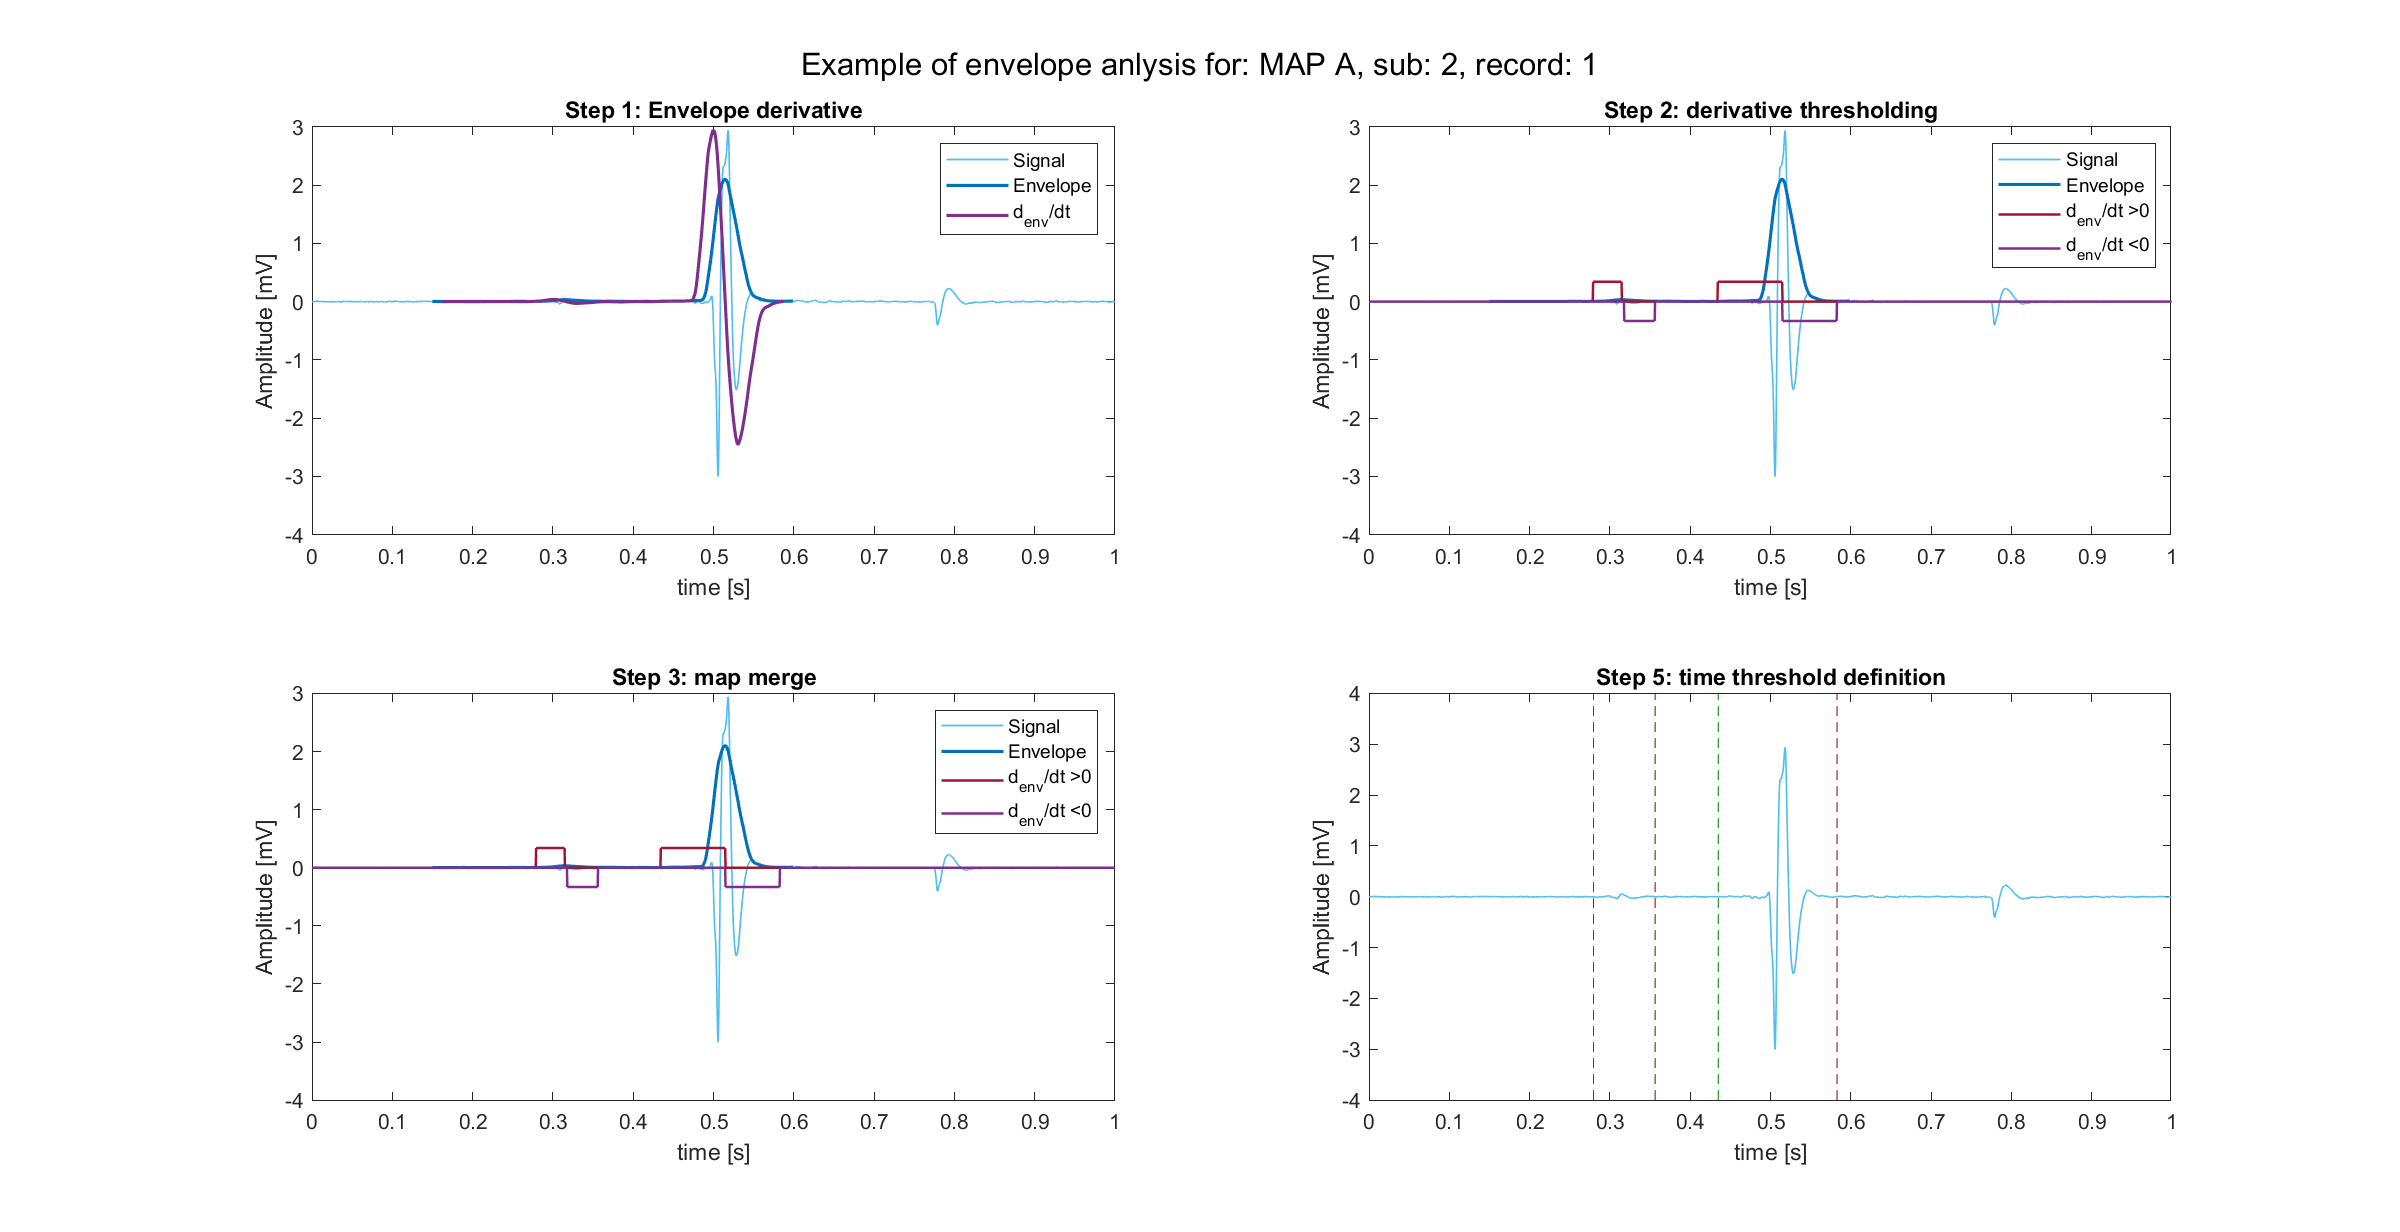 Example of envelope anlysis for: MAP A, sub: 2, record: 1
Step 1: Envelope derivative
3
2
1
0
-1
-2
-3
-4
Amplitude [mV]
Signal
Envelope
d_env/dt
0 0.1 0.2 0.3 0.4 0.5 0.6 0.7 0.8 0.9 1
time [s]
Step 2: derivative thresholding
3
2
1
0
-1
-2
-3
-4
Amplitude [mV]
Signal
Envelope
d_env/dt >0
d_env/dt <0
0 0.1 0.2 0.3 0.4 0.5 0.6 0.7 0.8 0.9 1
time [s]
Step 3: map merge
3
2
1
0
-1
-2
-3
-4
Amplitude [mV]
Signal
Envelope
d_env/dt >0
d_env/dt <0
0 0.1 0.2 0.3 0.4 0.5 0.6 0.7 0.8 0.9 1
time [s]
Step 5: time threshold definition
4
3
2
1
0
-1
-2
-3
-4
Amplitude [mV]
0 0.1 0.2 0.3 0.4 0.5 0.6 0.7 0.8 0.9 1
time [s]